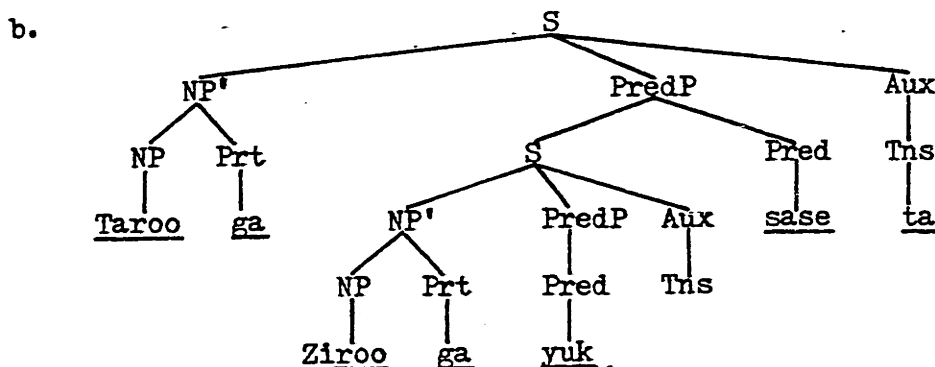 b. S
NP' PredP Aux
NP Prt S Pred Tns
Taroo ga NP' PredP Aux sase ta
NP Prt Pred Tns
Ziroo ga yuk